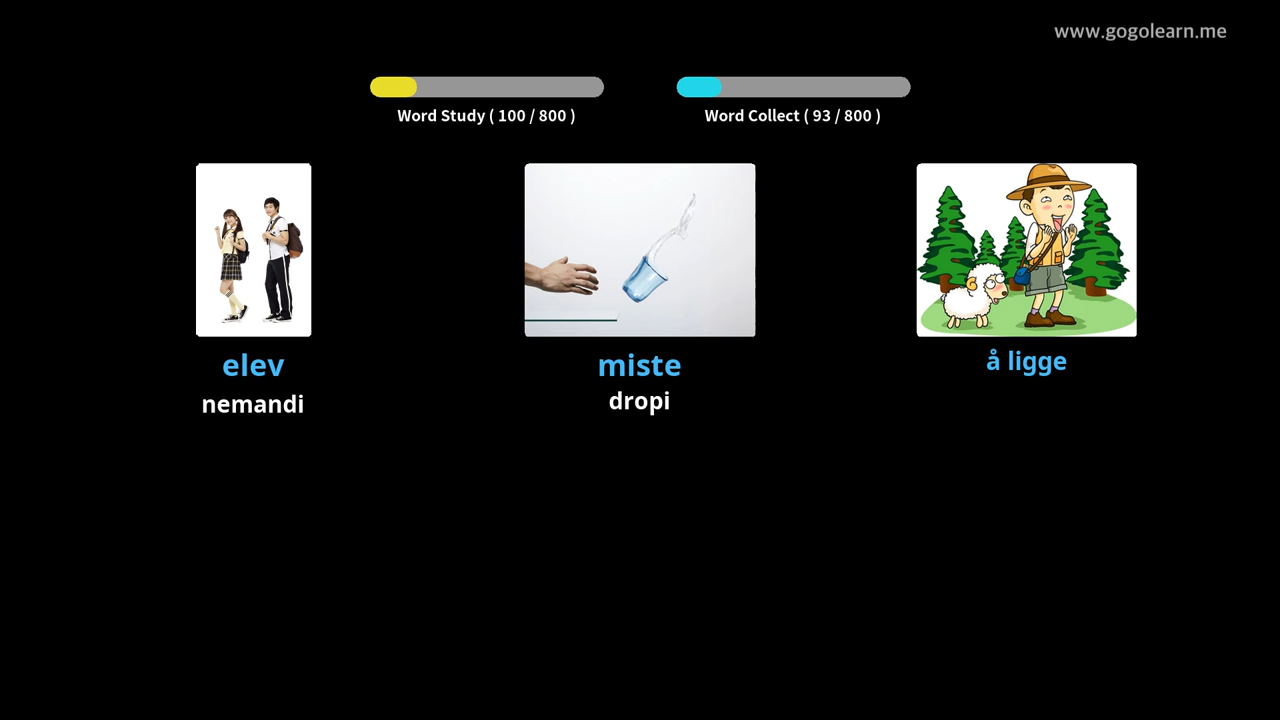 www.gogolearn.me
Word Study ( 100 / 800 )
Word Collect ( 93 / 800 )
elev
nemandi
miste
dropi
å ligge